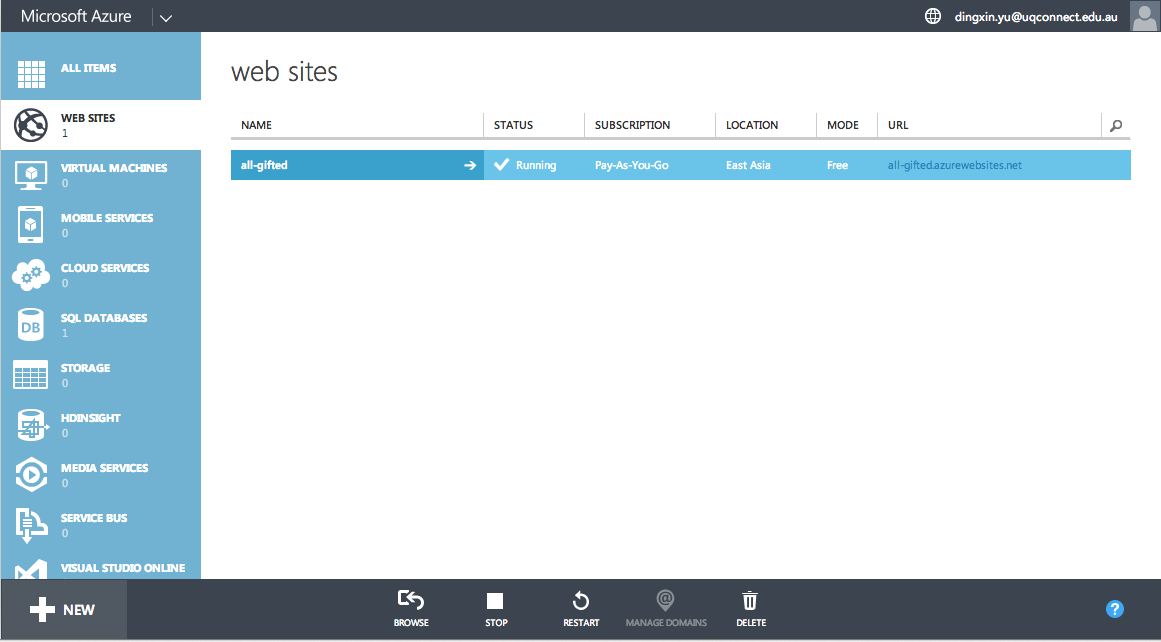 Microsoft Azure
dingxin.yu@uqconnect.edu.au
ALL ITEMS
WEB SITES
1
VIRTUAL MACHINES
0
MOBILE SERVICES
0
CLOUD SERVICES
0
DB
SQL DATABASES
1
STORAGE
0
HDINSIGHT
0
MEDIA SERVICES
0
SERVICE BUS
0
VISUAL STUDIO ONLINE
web sites
NAME STATUS SUBSCRIPTION LOCATION MODE URL
all-gifted Running Pay-As-You-Go East Asia Free all-gifted.azurewebsites.net
NEW
BROWSE STOP RESTART MANAGE DOMAINS DELETE
?